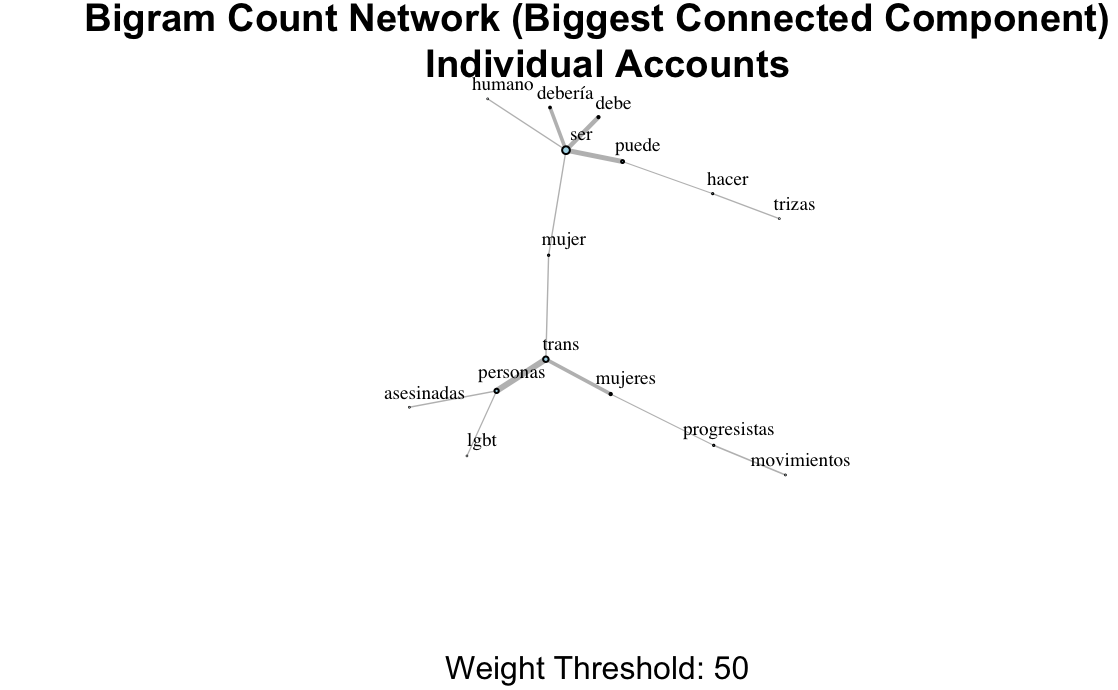 Bigram Count Network (Biggest Connected Component)
Individual Accounts
humano
debería
debe
ser
puede
hacer
trizas
mujer
trans
personas
mujeres
asesinadas
progresistas
lgbt
movimientos
Weight Threshold: 50